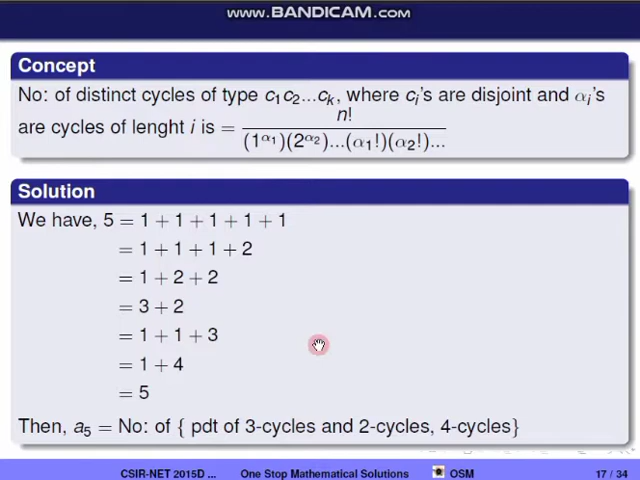 www.BANDICAM.com
Concept
No: of distinct cycles of type c₁c₂...cₖ, where cᵢ's are disjoint and αᵢ's
are cycles of lenght i is = n! / (1^α₁)(2^α₂)...(α₁!)(α₂!)...
Solution
We have, 5 = 1 + 1 + 1 + 1 + 1
= 1 + 1 + 1 + 2
= 1 + 2 + 2
= 3 + 2
= 1 + 1 + 3
= 1 + 4
= 5
Then, a₅ = No: of { pdt of 3-cycles and 2-cycles, 4-cycles}
CSIR-NET 2015D ... One Stop Mathematical Solutions OSM 17 / 34